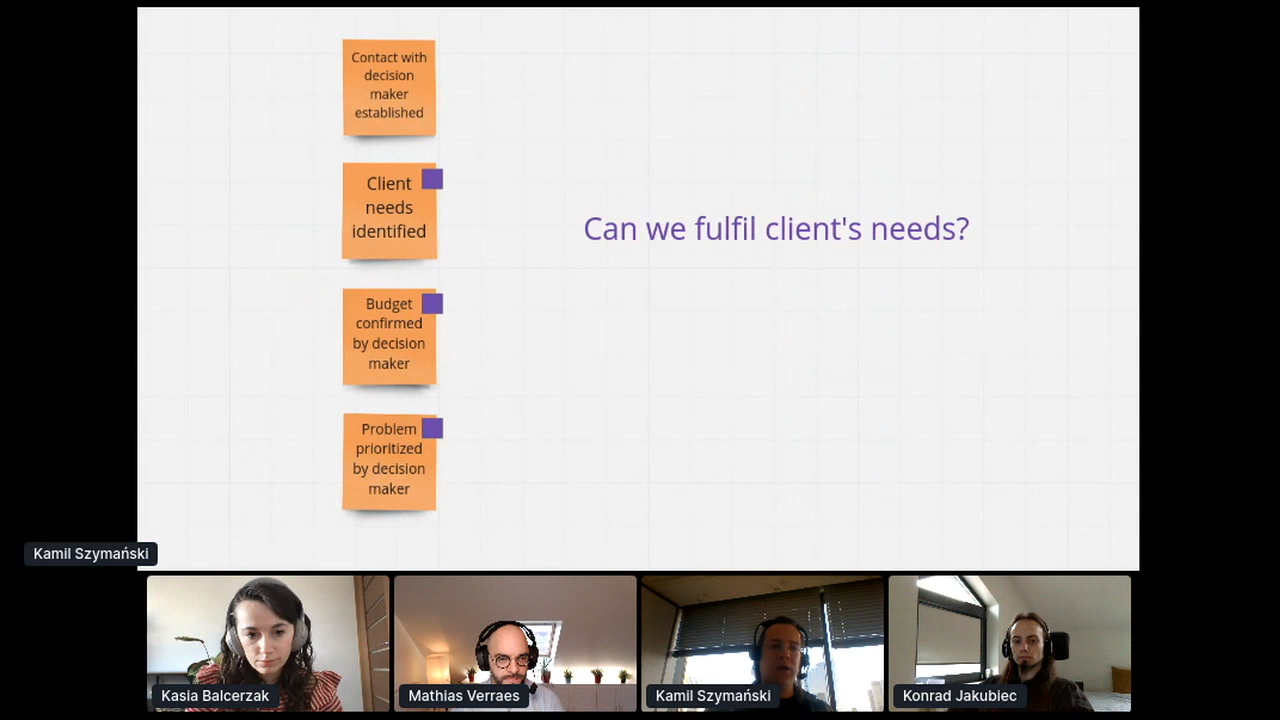 Contact with
decision
maker
established
Client
needs
identified
Can we fulfil client's needs?
Budget
confirmed
by decision
maker
Problem
prioritized
by decision
maker
Kamil Szymański
Kasia Balcerzak
Mathias Verraes
Kamil Szymański
Konrad Jakubiec